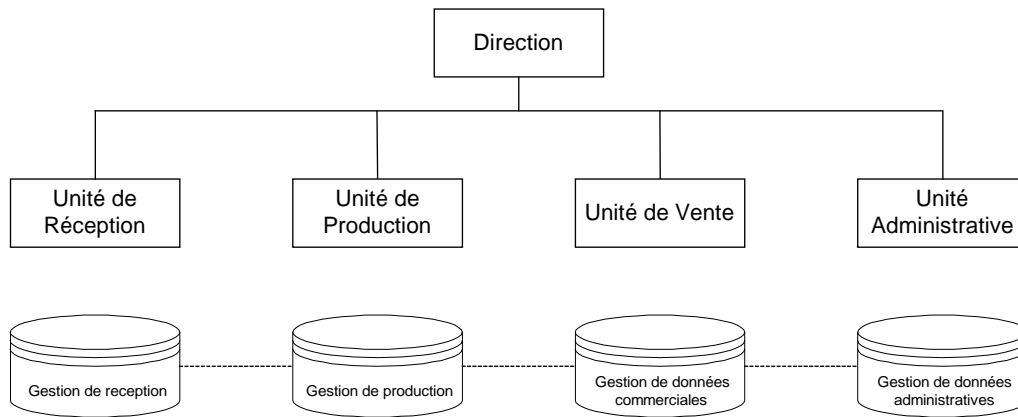 Direction
Unité de
Réception
Unité de
Production
Unité de Vente
Unité
Administrative
Gestion de reception
Gestion de production
Gestion de données
commerciales
Gestion de données
administratives